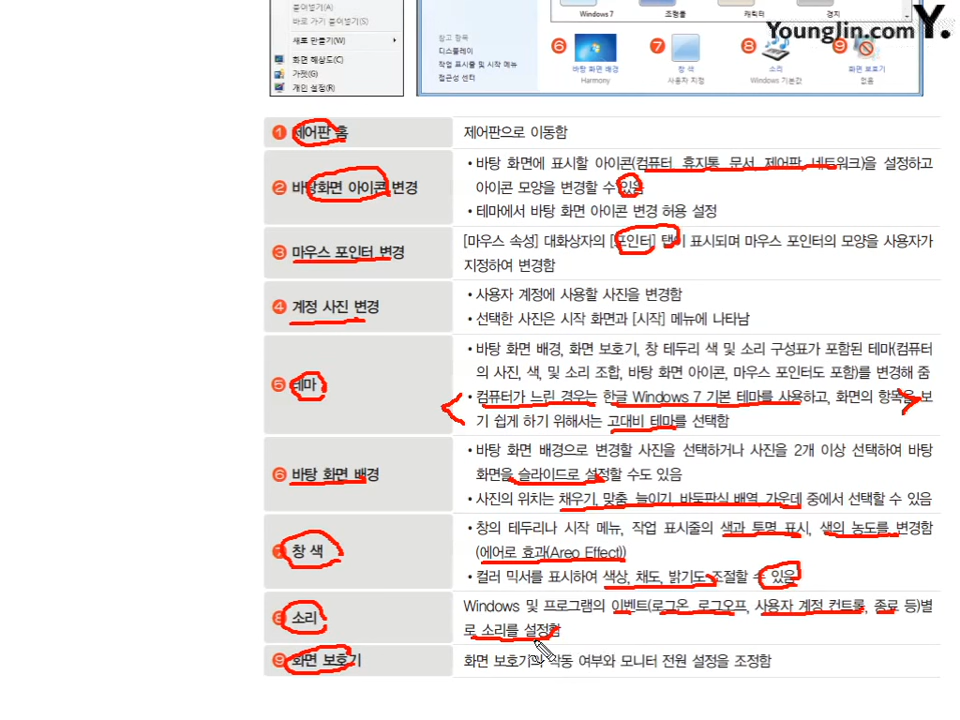 붙여넣기(A)
바로 가기 붙여넣기(S)
새로 만들기(W)
화면 해상도(C)
가젯(G)
개인 설정(R)
Windows 7
조랑물
캐릭터
경치
Younglin.com Y.
참고 항목
디스플레이
작업 표시줄 및 시작 메뉴
접근성 센터
⑥ ⑦ ⑧ ⑨
바탕 화면 배경
Harmony
창 색
사용자 지정
소리
Windows 기본값
화면 보호기
없음
① 제어판 홈
제어판으로 이동함
② 바탕화면 아이콘 변경
• 바탕 화면에 표시할 아이콘(컴퓨터, 휴지통, 문서, 제어판, 네트워크)을 설정하고
아이콘 모양을 변경할 수 있음
• 테마에서 바탕 화면 아이콘 변경 허용 설정
③ 마우스 포인터 변경
[마우스 속성] 대화상자의 [포인터] 탭이 표시되며 마우스 포인터의 모양을 사용자가
지정하여 변경함
④ 계정 사진 변경
• 사용자 계정에 사용할 사진을 변경함
• 선택한 사진은 시작 화면과 [시작] 메뉴에 나타남
⑤ 테마
• 바탕 화면 배경, 화면 보호기, 창 테두리 색 및 소리 구성표가 포함된 테마(컴퓨터
의 사진, 색, 및 소리 조합, 바탕 화면 아이콘, 마우스 포인터도 포함)를 변경해 줌
• 컴퓨터가 느린 경우는 한글 Windows 7 기본 테마를 사용하고, 화면의 항목을 보
기 쉽게 하기 위해서는 고대비 테마를 선택함
⑥ 바탕 화면 배경
• 바탕 화면 배경으로 변경할 사진을 선택하거나 사진을 2개 이상 선택하여 바탕
화면을 슬라이드로 설정할 수도 있음
• 사진의 위치는 채우기, 맞춤, 늘이기, 바둑판식 배열, 가운데 중에서 선택할 수 있음
⑦ 창 색
• 창의 테두리나 시작 메뉴, 작업 표시줄의 색과 투명 표시, 색의 농도를 변경함
(에어로 효과(Areo Effect))
• 컬러 믹서를 표시하여 색상, 채도, 밝기도 조절할 수 있음
⑧ 소리
Windows 및 프로그램의 이벤트(로그온, 로그오프, 사용자 계정 컨트롤, 종료 등)별
로 소리를 설정함
⑨ 화면 보호기
화면 보호기의 작동 여부와 모니터 전원 설정을 조정함